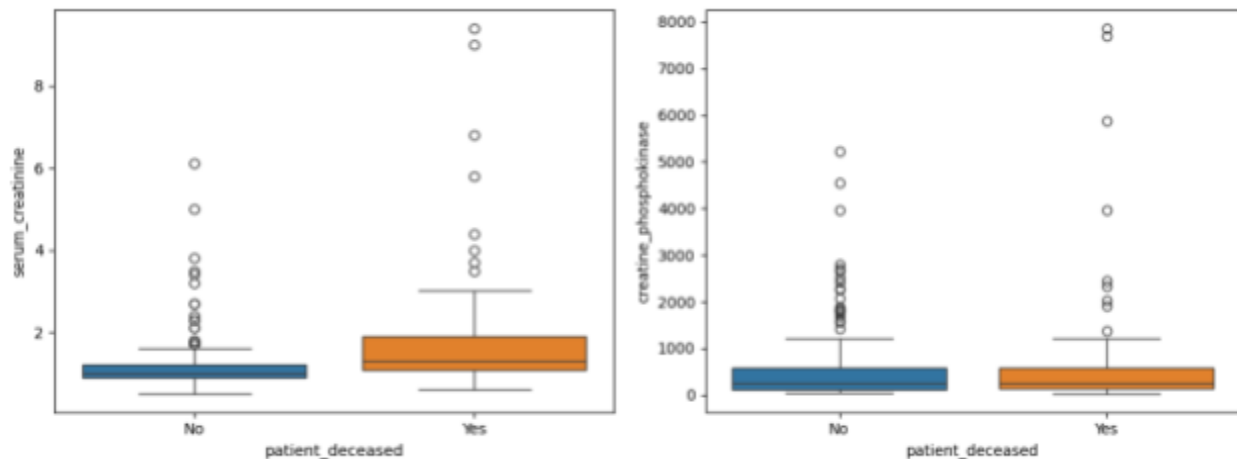 serum_creatinine
8
6
4
2
No
Yes
patient_deceased
creatine_phosphokinase
8000
7000
6000
5000
4000
3000
2000
1000
0
No
Yes
patient_deceased